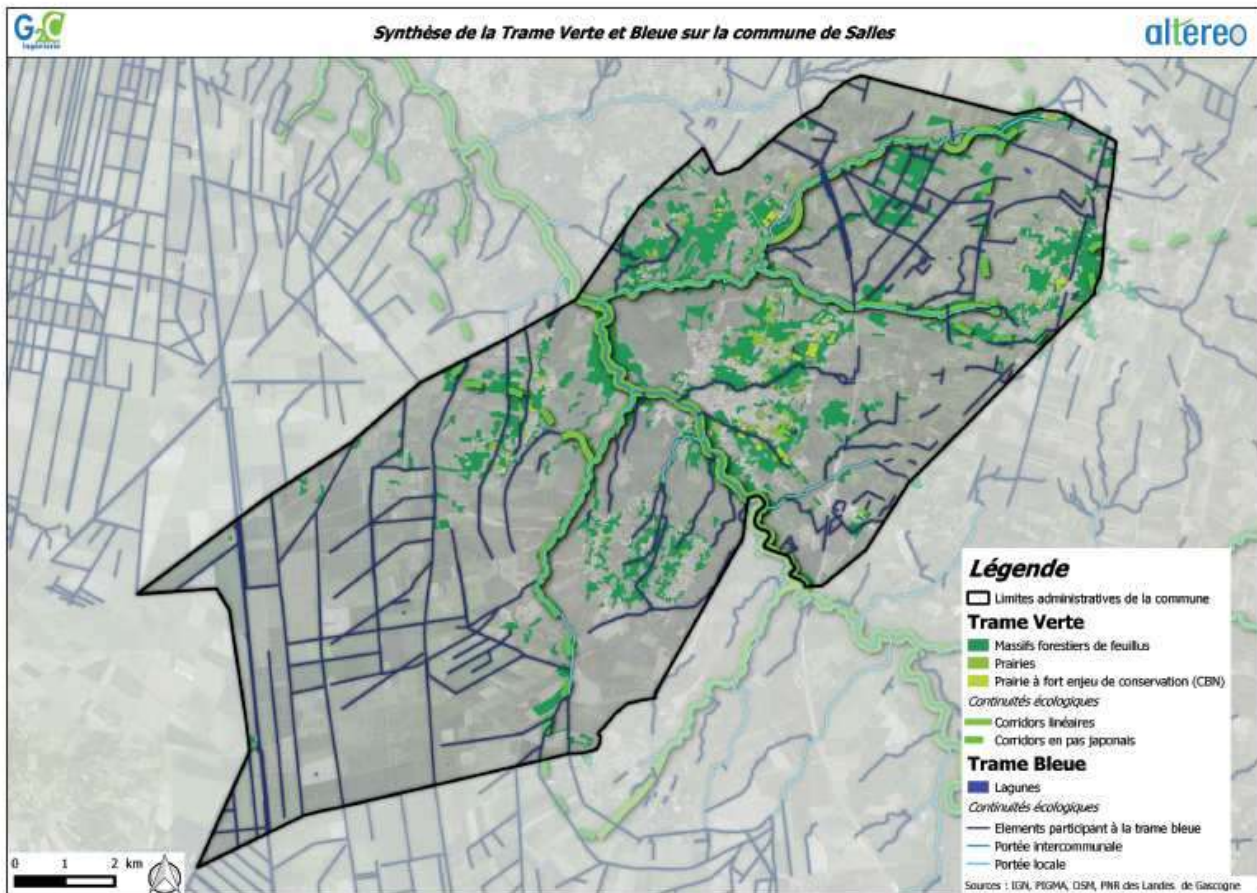 G2C
ingénierie
Synthèse de la Trame Verte et Bleue sur la commune de Salles
altereo
Légende
Limites administratives de la commune
Trame Verte
Massifs forestiers de feuillus
Prairies
Prairie à fort enjeu de conservation (CBN)
Continuités écologiques
Corridors linéaires
Corridors en pas japonais
Trame Bleue
Lagunes
Continuités écologiques
Elements participant à la trame bleue
Portée intercommunale
Portée locale
0 1 2 km
Sources : IGN, PIGMA, OSM, PNR des Landes de Gascogne